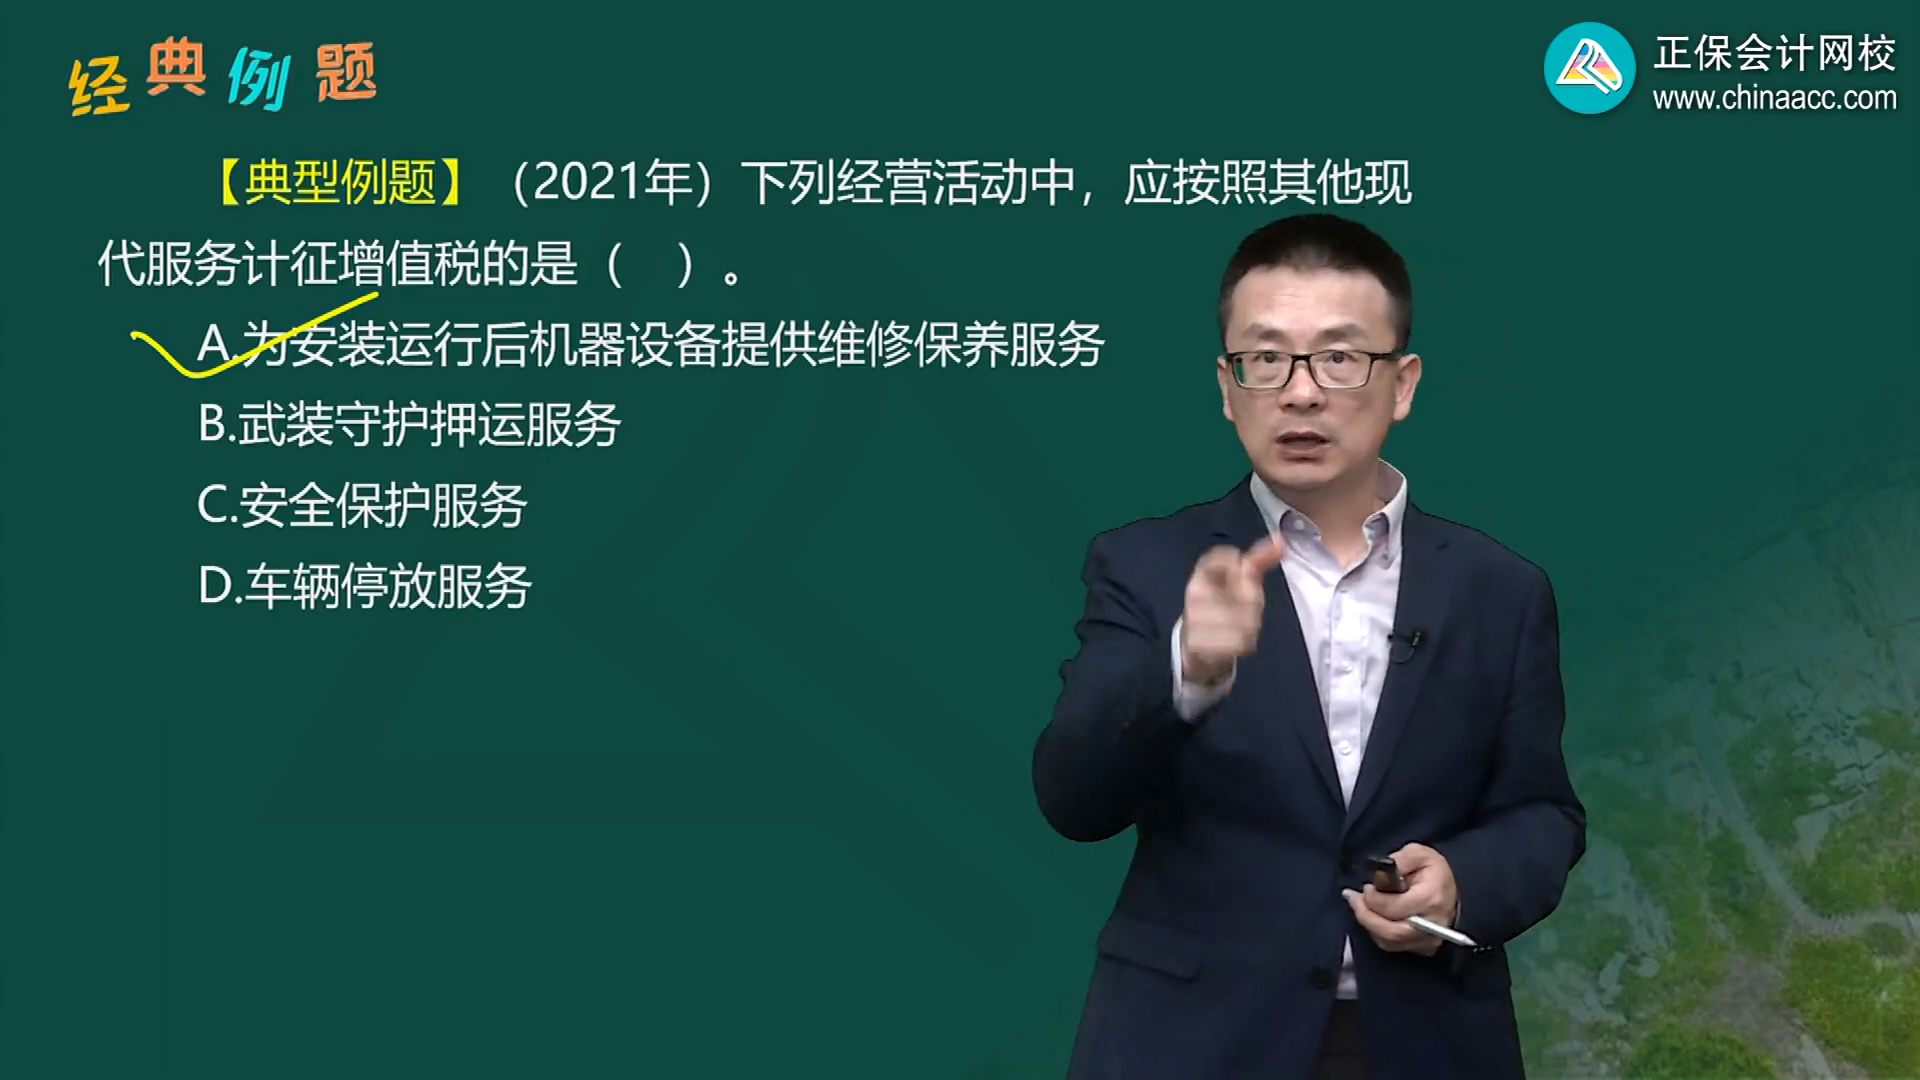 经典例题
正保会计网校
www.chinaacc.com
【典型例题】（2021年）下列经营活动中，应按照其他现
代服务计征增值税的是（　）。
A.为安装运行后机器设备提供维修保养服务
B.武装守护押运服务
C.安全保护服务
D.车辆停放服务